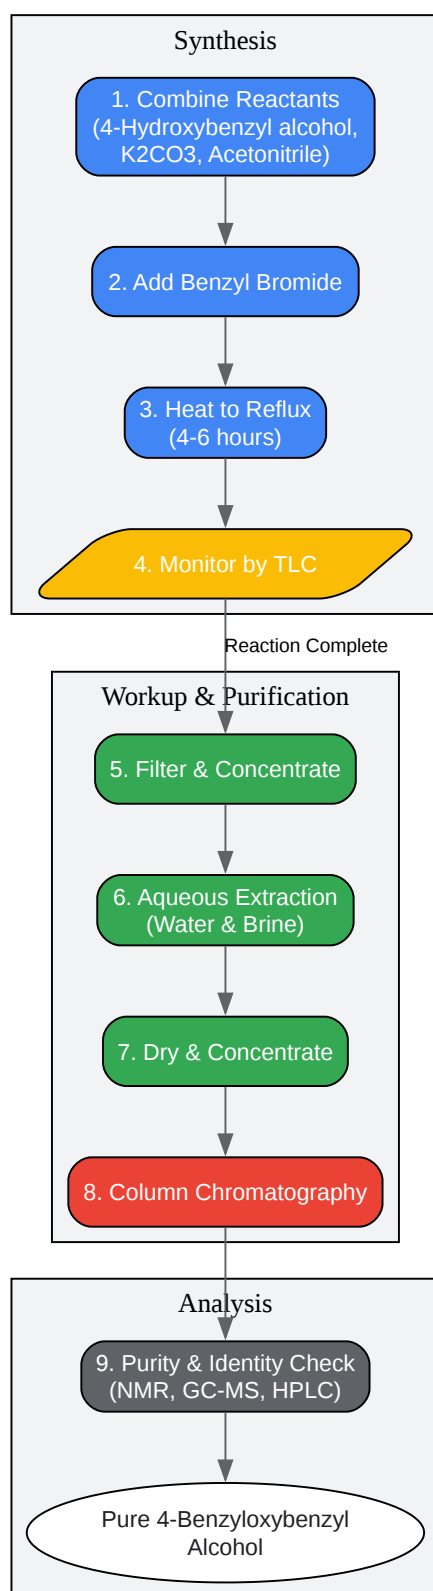 Synthesis
1. Combine Reactants
(4-Hydroxybenzyl alcohol,
K2CO3, Acetonitrile)
2. Add Benzyl Bromide
3. Heat to Reflux
(4-6 hours)
4. Monitor by TLC
Reaction Complete
Workup & Purification
5. Filter & Concentrate
6. Aqueous Extraction
(Water & Brine)
7. Dry & Concentrate
8. Column Chromatography
Analysis
9. Purity & Identity Check
(NMR, GC-MS, HPLC)
Pure 4-Benzyloxybenzyl
Alcohol